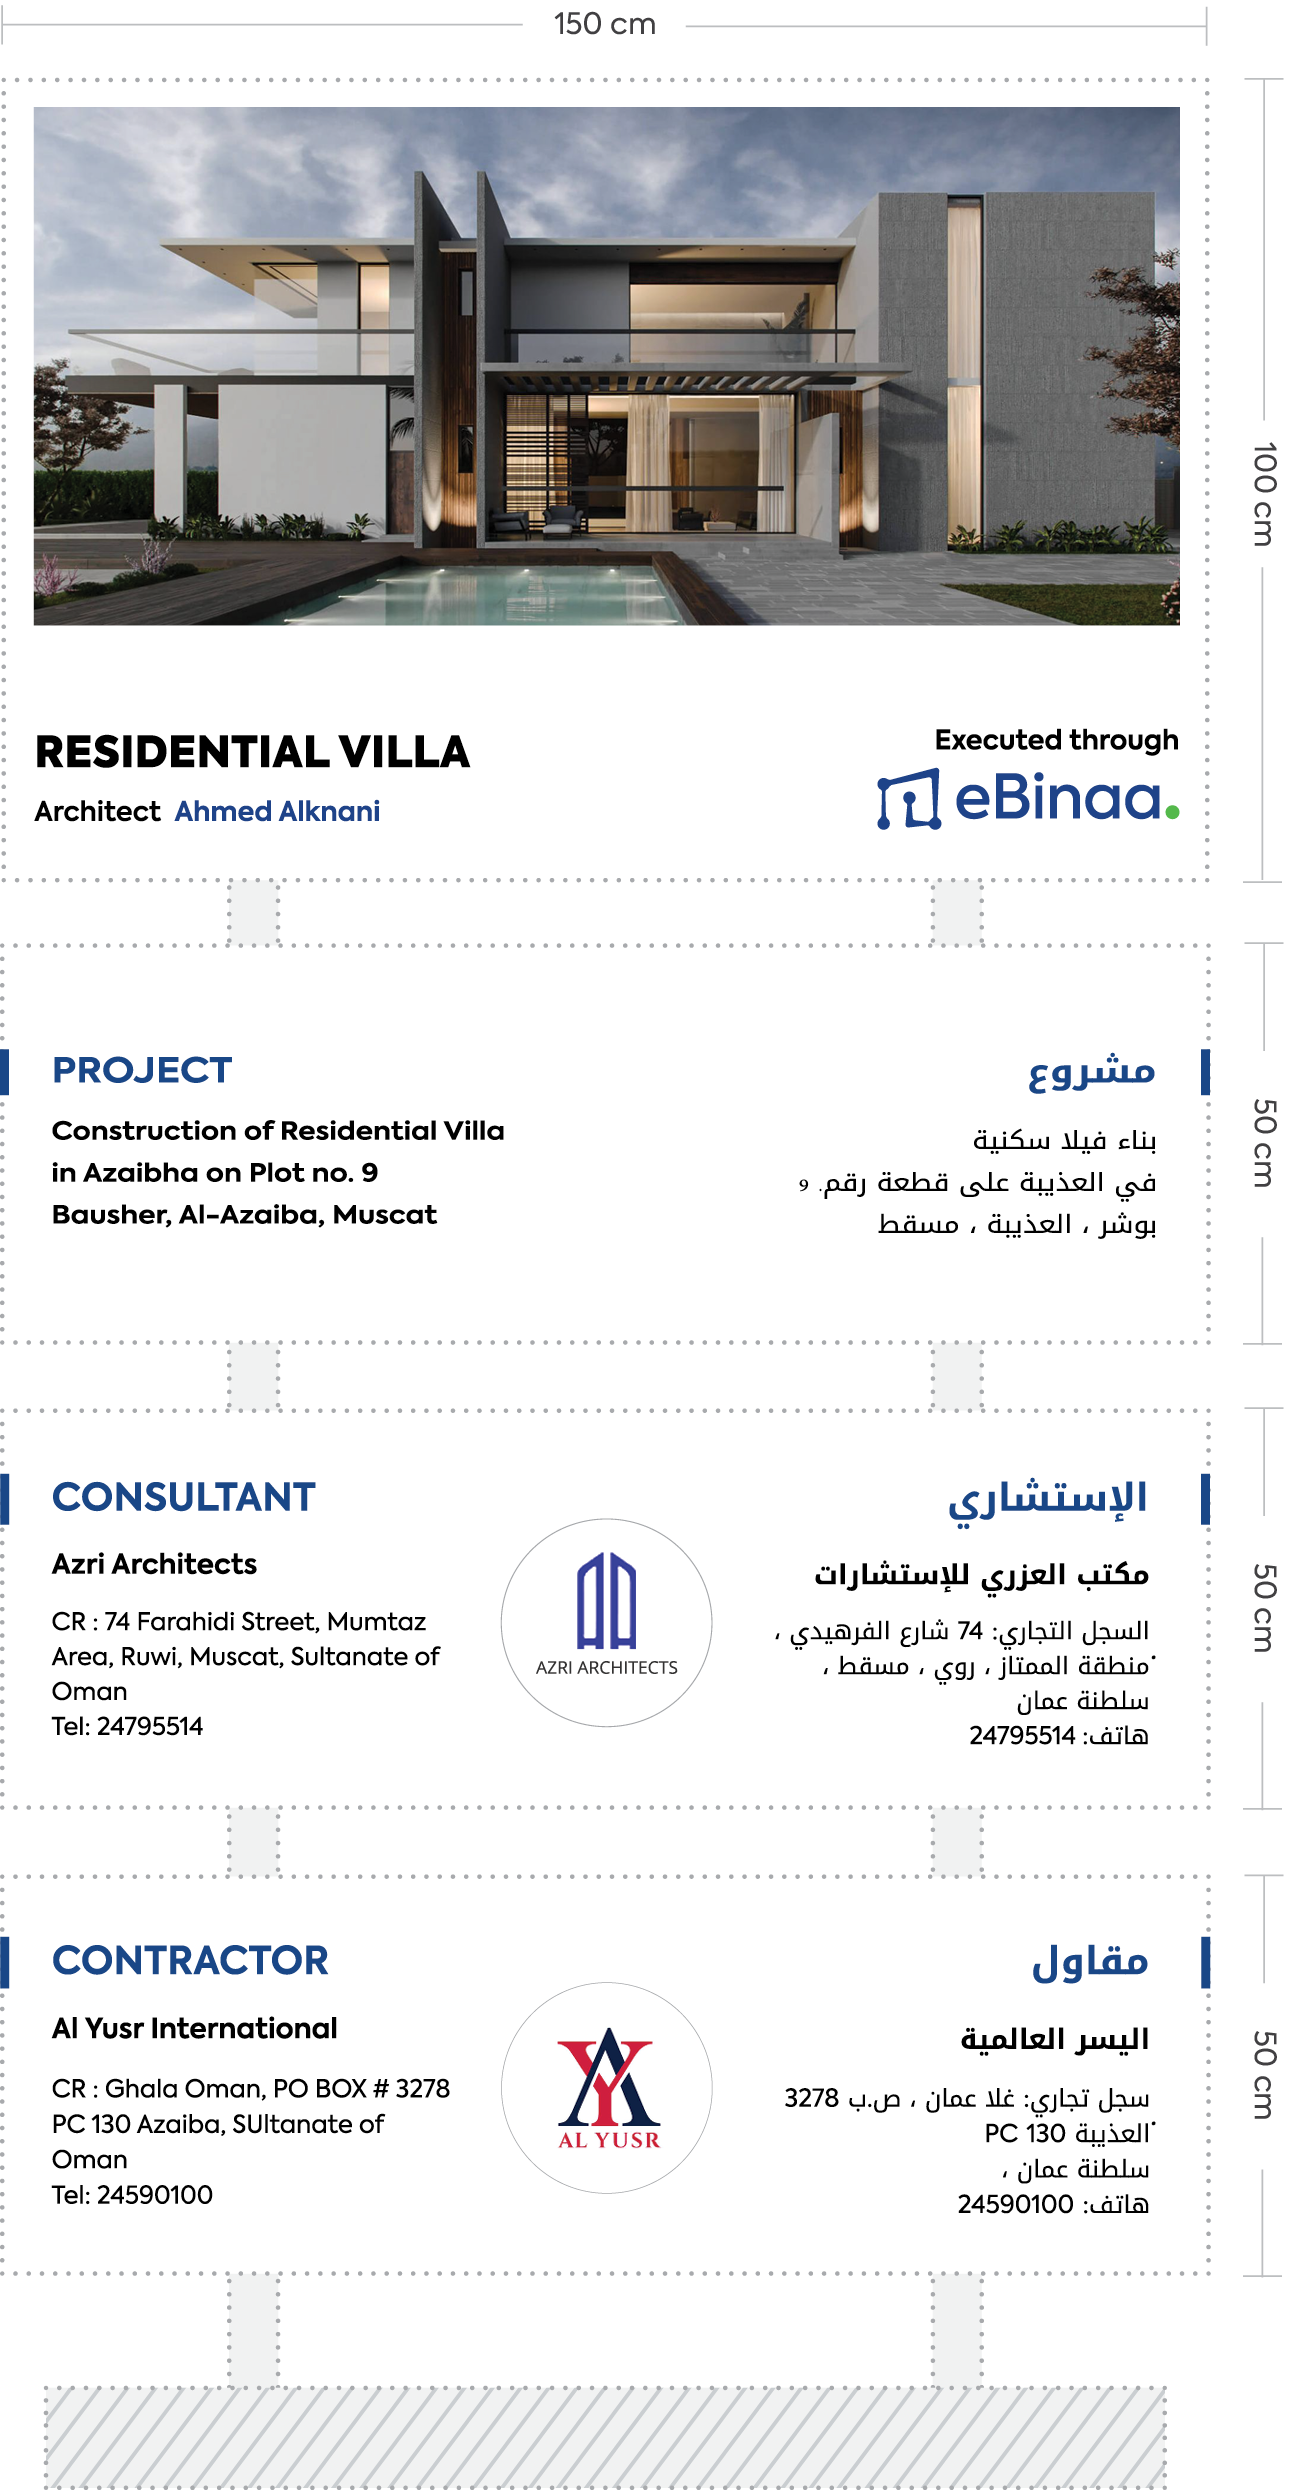 150 cm
100 cm
RESIDENTIAL VILLA
Architect Ahmed Alknani
Executed through
eBinaa.
50 cm
PROJECT
Construction of Residential Villa
in Azaibha on Plot no. 9
Bausher, Al-Azaiba, Muscat
مشروع
بناء فيلا سكنية
في العذيبة على قطعة رقم. 9
بوشر ، العذيبة ، مسقط
50 cm
CONSULTANT
Azri Architects
CR : 74 Farahidi Street, Mumtaz
Area, Ruwi, Muscat, Sultanate of
Oman
Tel: 24795514
AZRI ARCHITECTS
الإستشاري
مكتب العزري للإستشارات
السجل التجاري: 74 شارع الفرهيدي ،
منطقة الممتاز ، روي ، مسقط ،
سلطنة عمان
هاتف: 24795514
50 cm
CONTRACTOR
Al Yusr International
CR : Ghala Oman, PO BOX # 3278
PC 130 Azaiba, SUltanate of
Oman
Tel: 24590100
AL YUSR
مقاول
اليسر العالمية
سجل تجاري: غلا عمان ، ص.ب 3278
العذيبة PC 130
سلطنة عمان ،
هاتف: 24590100
50 cm